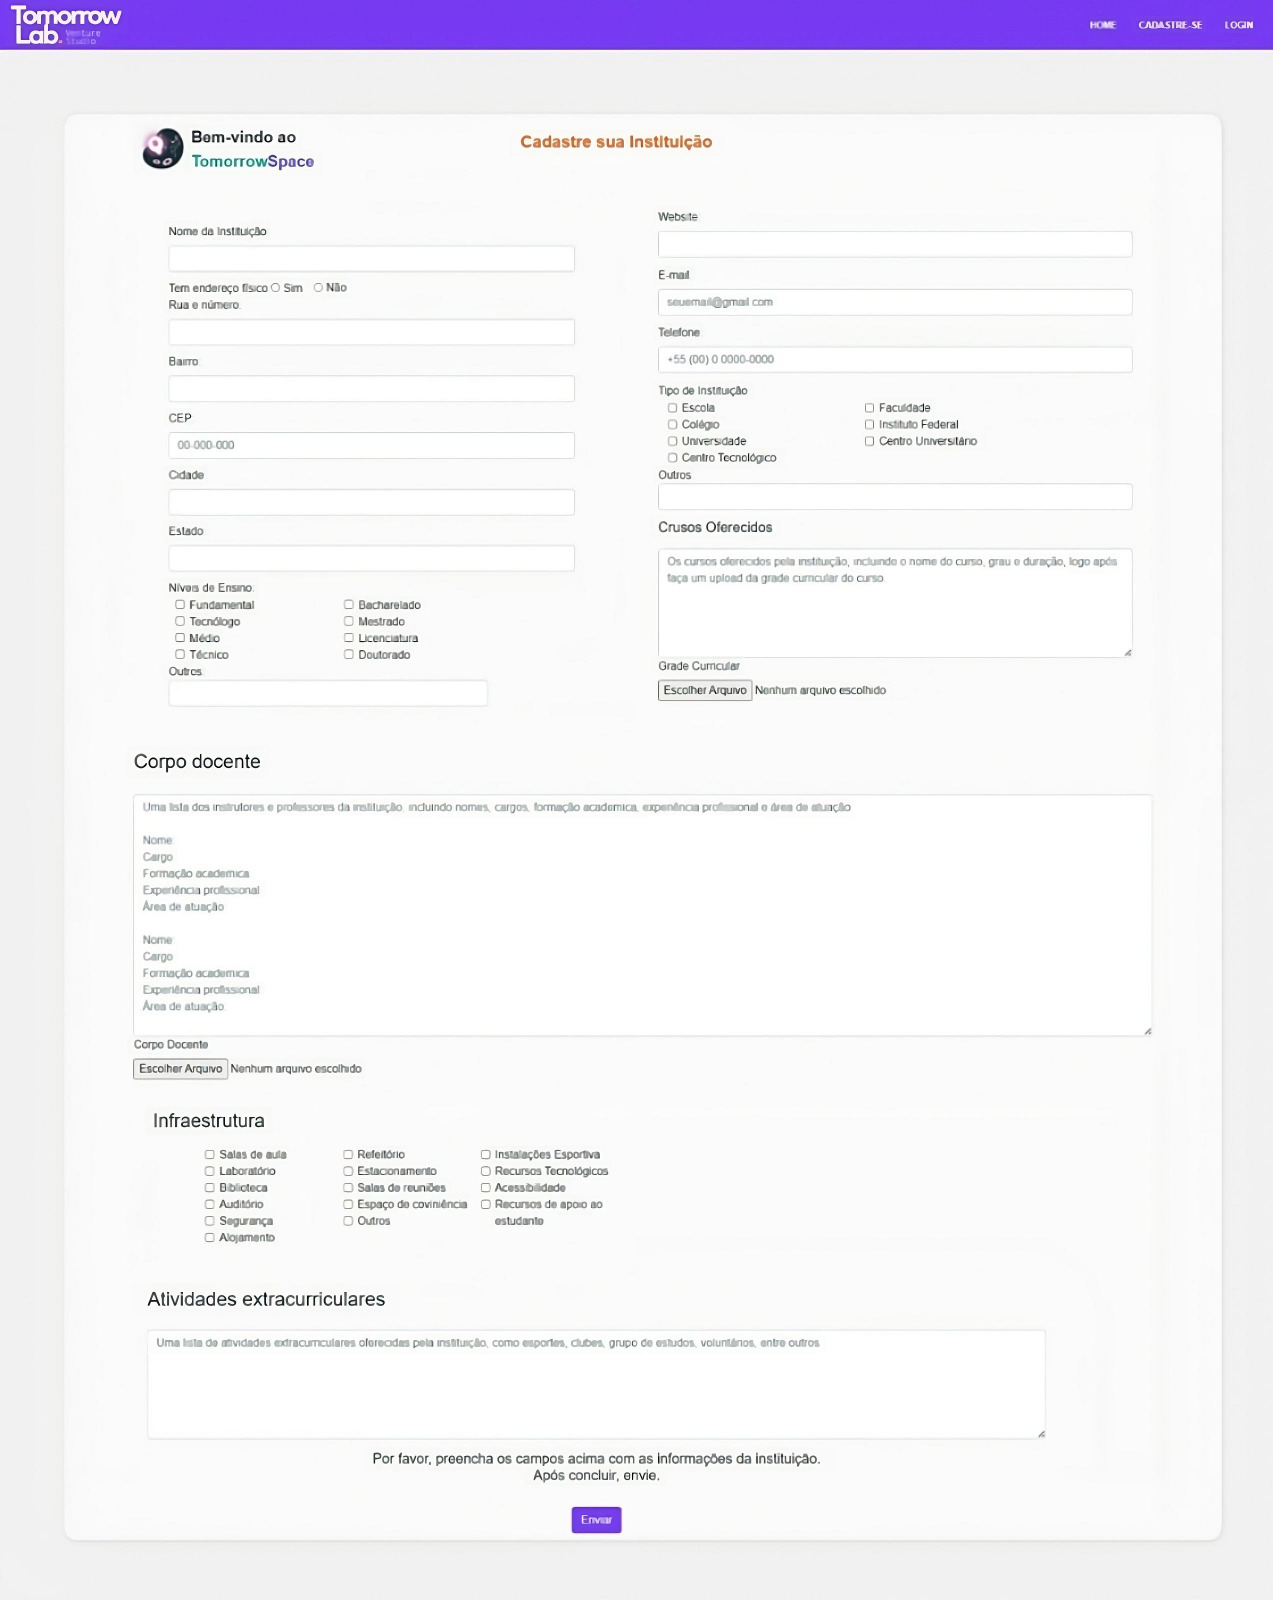 Tomorrow
Lab. Venture
Studio
HOME CADASTRE-SE LOGIN
Bem-vindo ao
TomorrowSpace
Cadastre sua Instituição
Nome da Instituição
Tem endereço físico Sim Não
Rua e número:
Bairro:
CEP
00-000-000
Cidade
Estado
Níveis de Ensino:
Fundamental Bacharelado
Tecnólogo Mestrado
Médio Licenciatura
Técnico Doutorado
Outros:
Website
E-mail
seuemail@gmail.com
Telefone
+55 (00) 0 0000-0000
Tipo de Instituição
Escola Faculdade
Colégio Instituto Federal
Universidade Centro Universitário
Centro Tecnológico
Outros
Crusos Oferecidos
Os cursos oferecidos pela instituição, incluindo o nome do curso, grau e duração, logo após
faça um upload da grade curricular do curso.
Grade Curricular
Escolher Arquivo Nenhum arquivo escolhido
Corpo docente
Uma lista dos instrutores e professores da instituição, incluindo nomes, cargos, formação academica, experiência profissional e área de atuação
Nome:
Cargo
Formação academica
Experiência profissional
Área de atuação
Nome:
Cargo
Formação academica
Experiência profissional
Área de atuação:
Corpo Docente
Escolher Arquivo Nenhum arquivo escolhido
Infraestrutura
Salas de aula Refeitório Instalações Esportiva
Laboratório Estacionamento Recursos Tecnológicos
Biblioteca Salas de reuniões Acessibilidade
Auditório Espaço de coviniência Recursos de apoio ao
Segurança Outros estudante
Alojamento
Atividades extracurriculares
Uma lista de atividades extracurriculares oferecidas pela instituição, como esportes, clubes, grupo de estudos, voluntários, entre outros.
Por favor, preencha os campos acima com as informações da instituição.
Após concluir, envie.
Enviar